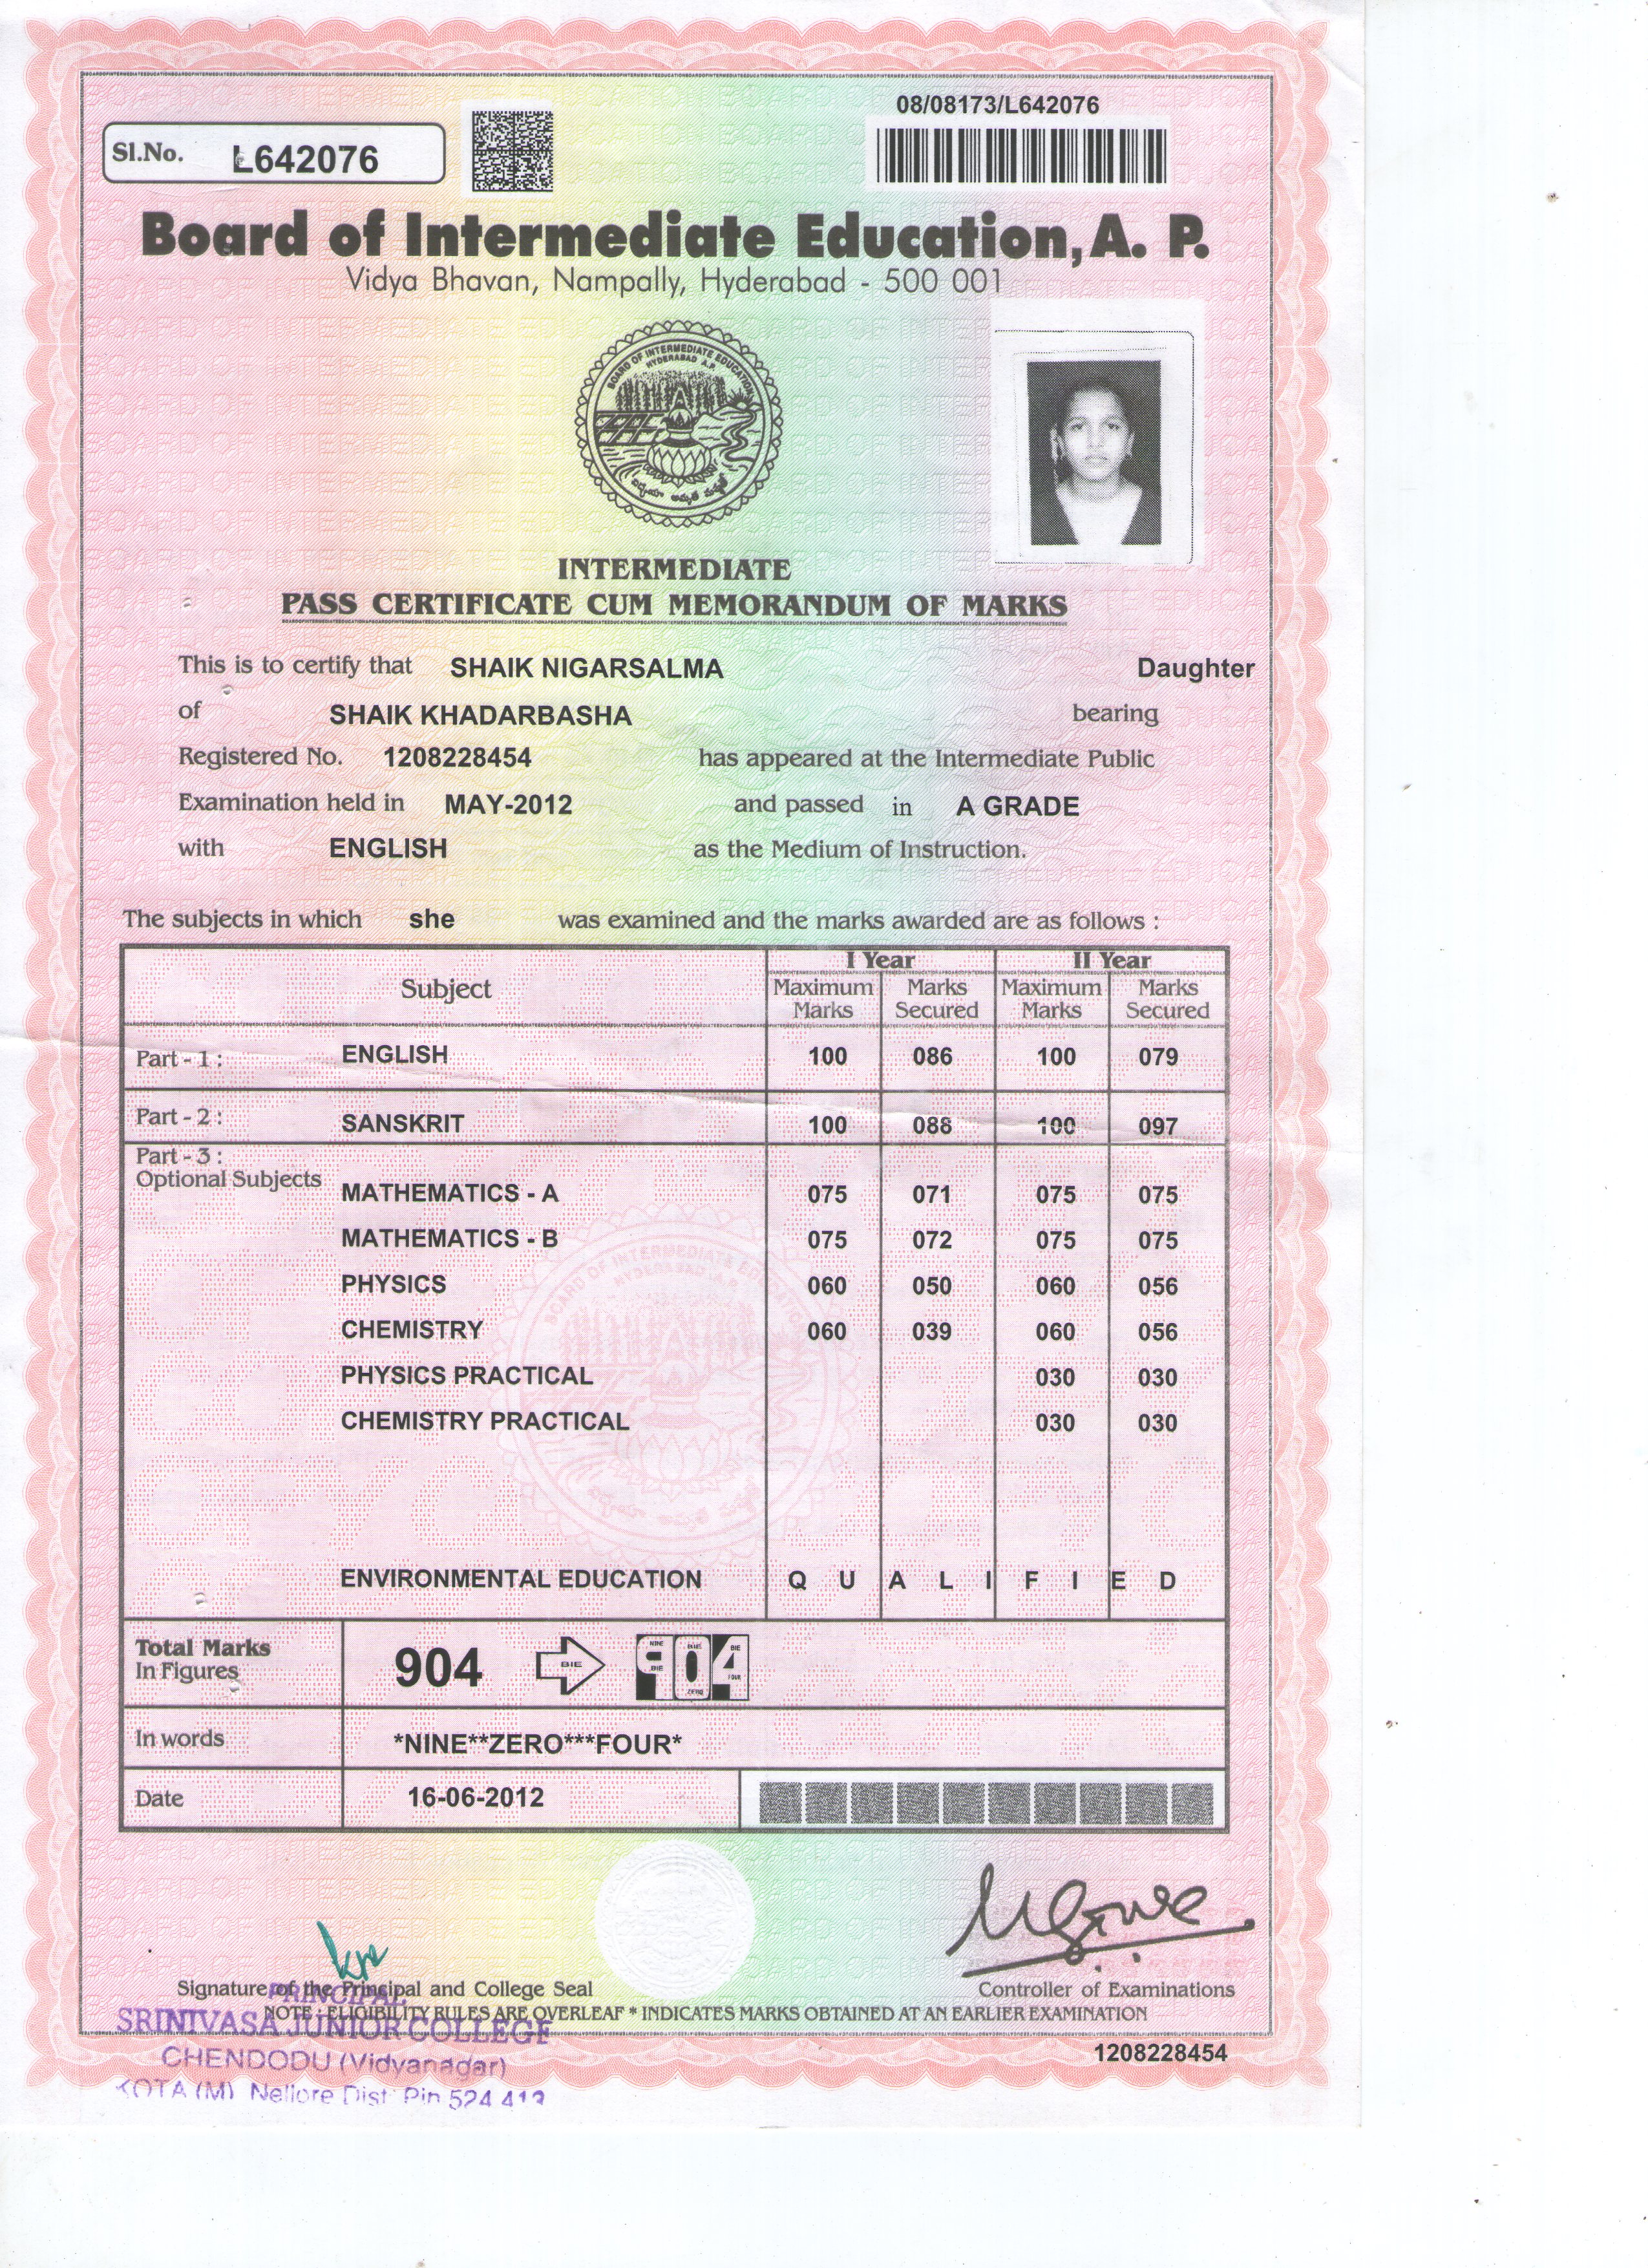 08/08173/L642076
Sl.No. L642076
Board of Intermediate Education, A. P.
Vidya Bhavan, Nampally, Hyderabad - 500 001
BOARD OF INTERMEDIATE EDUCATION
HYDERABAD A.P.
INTERMEDIATE
PASS CERTIFICATE CUM MEMORANDUM OF MARKS
This is to certify that SHAIK NIGARSALMA Daughter
of SHAIK KHADARBASHA bearing
Registered No. 1208228454 has appeared at the Intermediate Public
Examination held in MAY-2012 and passed in A GRADE
with ENGLISH as the Medium of Instruction.
The subjects in which she was examined and the marks awarded are as follows :
Subject I Year II Year
Maximum Marks Marks Secured Maximum Marks Marks Secured
Part - 1 : ENGLISH 100 086 100 079
Part - 2 : SANSKRIT 100 088 100 097
Part - 3 :
Optional Subjects
MATHEMATICS - A 075 071 075 075
MATHEMATICS - B 075 072 075 075
PHYSICS 060 050 060 056
CHEMISTRY 060 039 060 056
PHYSICS PRACTICAL 030 030
CHEMISTRY PRACTICAL 030 030
ENVIRONMENTAL EDUCATION Q U A L I F I E D
Total Marks
In Figures 904 BIE 904
In words *NINE**ZERO***FOUR*
Date 16-06-2012
Signature of the Principal and College Seal Controller of Examinations
NOTE : ELIGIBILITY RULES ARE OVERLEAF * INDICATES MARKS OBTAINED AT AN EARLIER EXAMINATION
PRINCIPAL
SRINIVASA JUNIOR COLLEGE
CHENDODU (Vidyanagar)
KOTA (M) Nellore Dist. Pin 524 413
1208228454